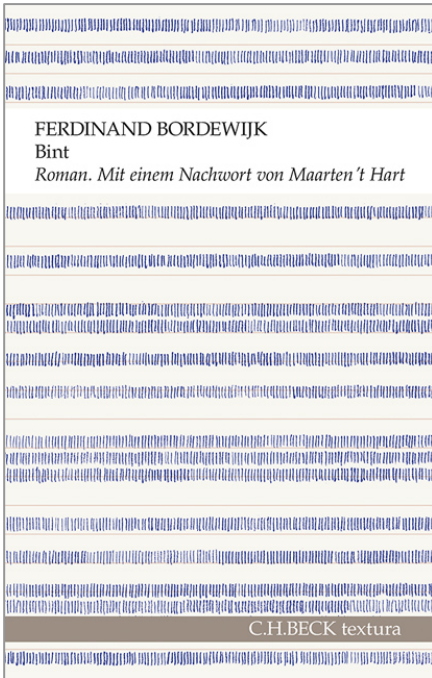 FERDINAND BORDEWIJK
Bint
Roman. Mit einem Nachwort von Maarten 't Hart
C.H.BECK textura